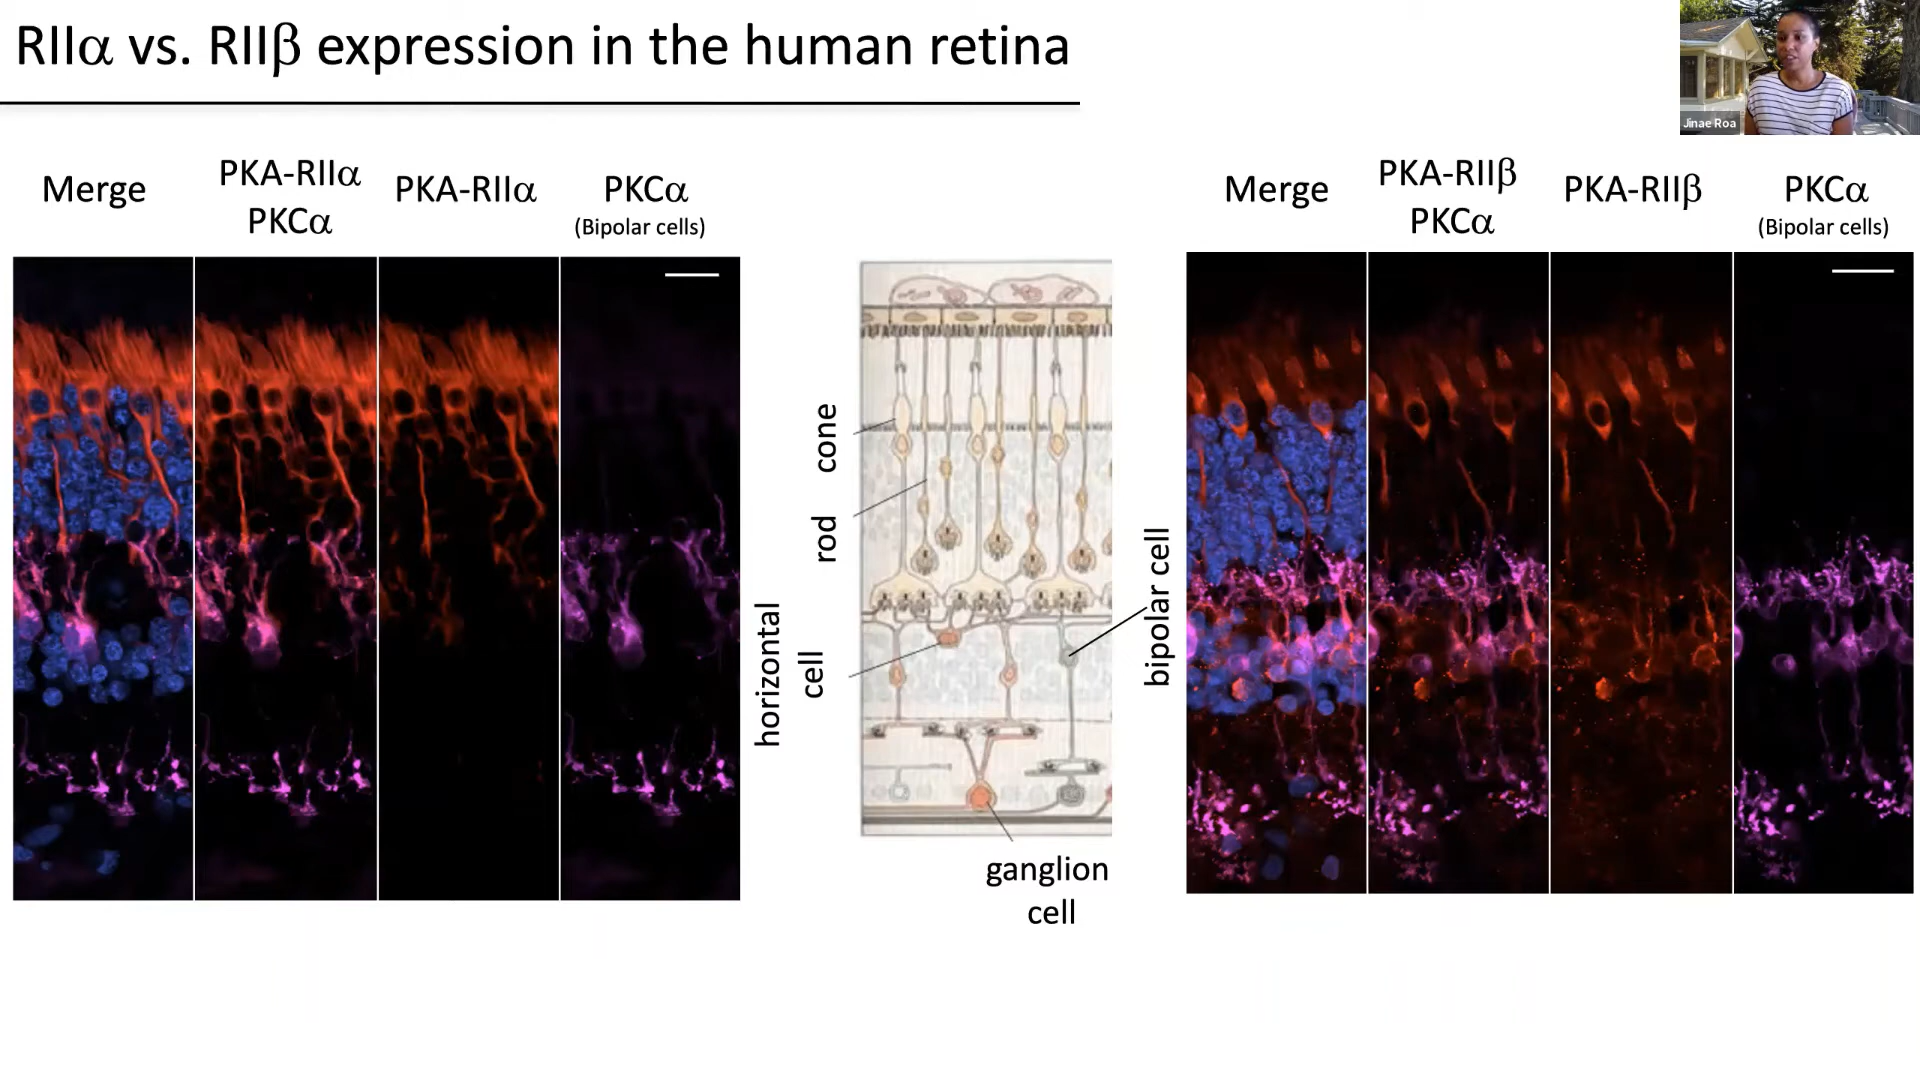 RIIα vs. RIIβ expression in the human retina
Jinae Roa
Merge
PKA-RIIα
PKCα
PKA-RIIα
PKCα
(Bipolar cells)
cone
rod
horizontal
cell
bipolar cell
ganglion
cell
Merge
PKA-RIIβ
PKCα
PKA-RIIβ
PKCα
(Bipolar cells)